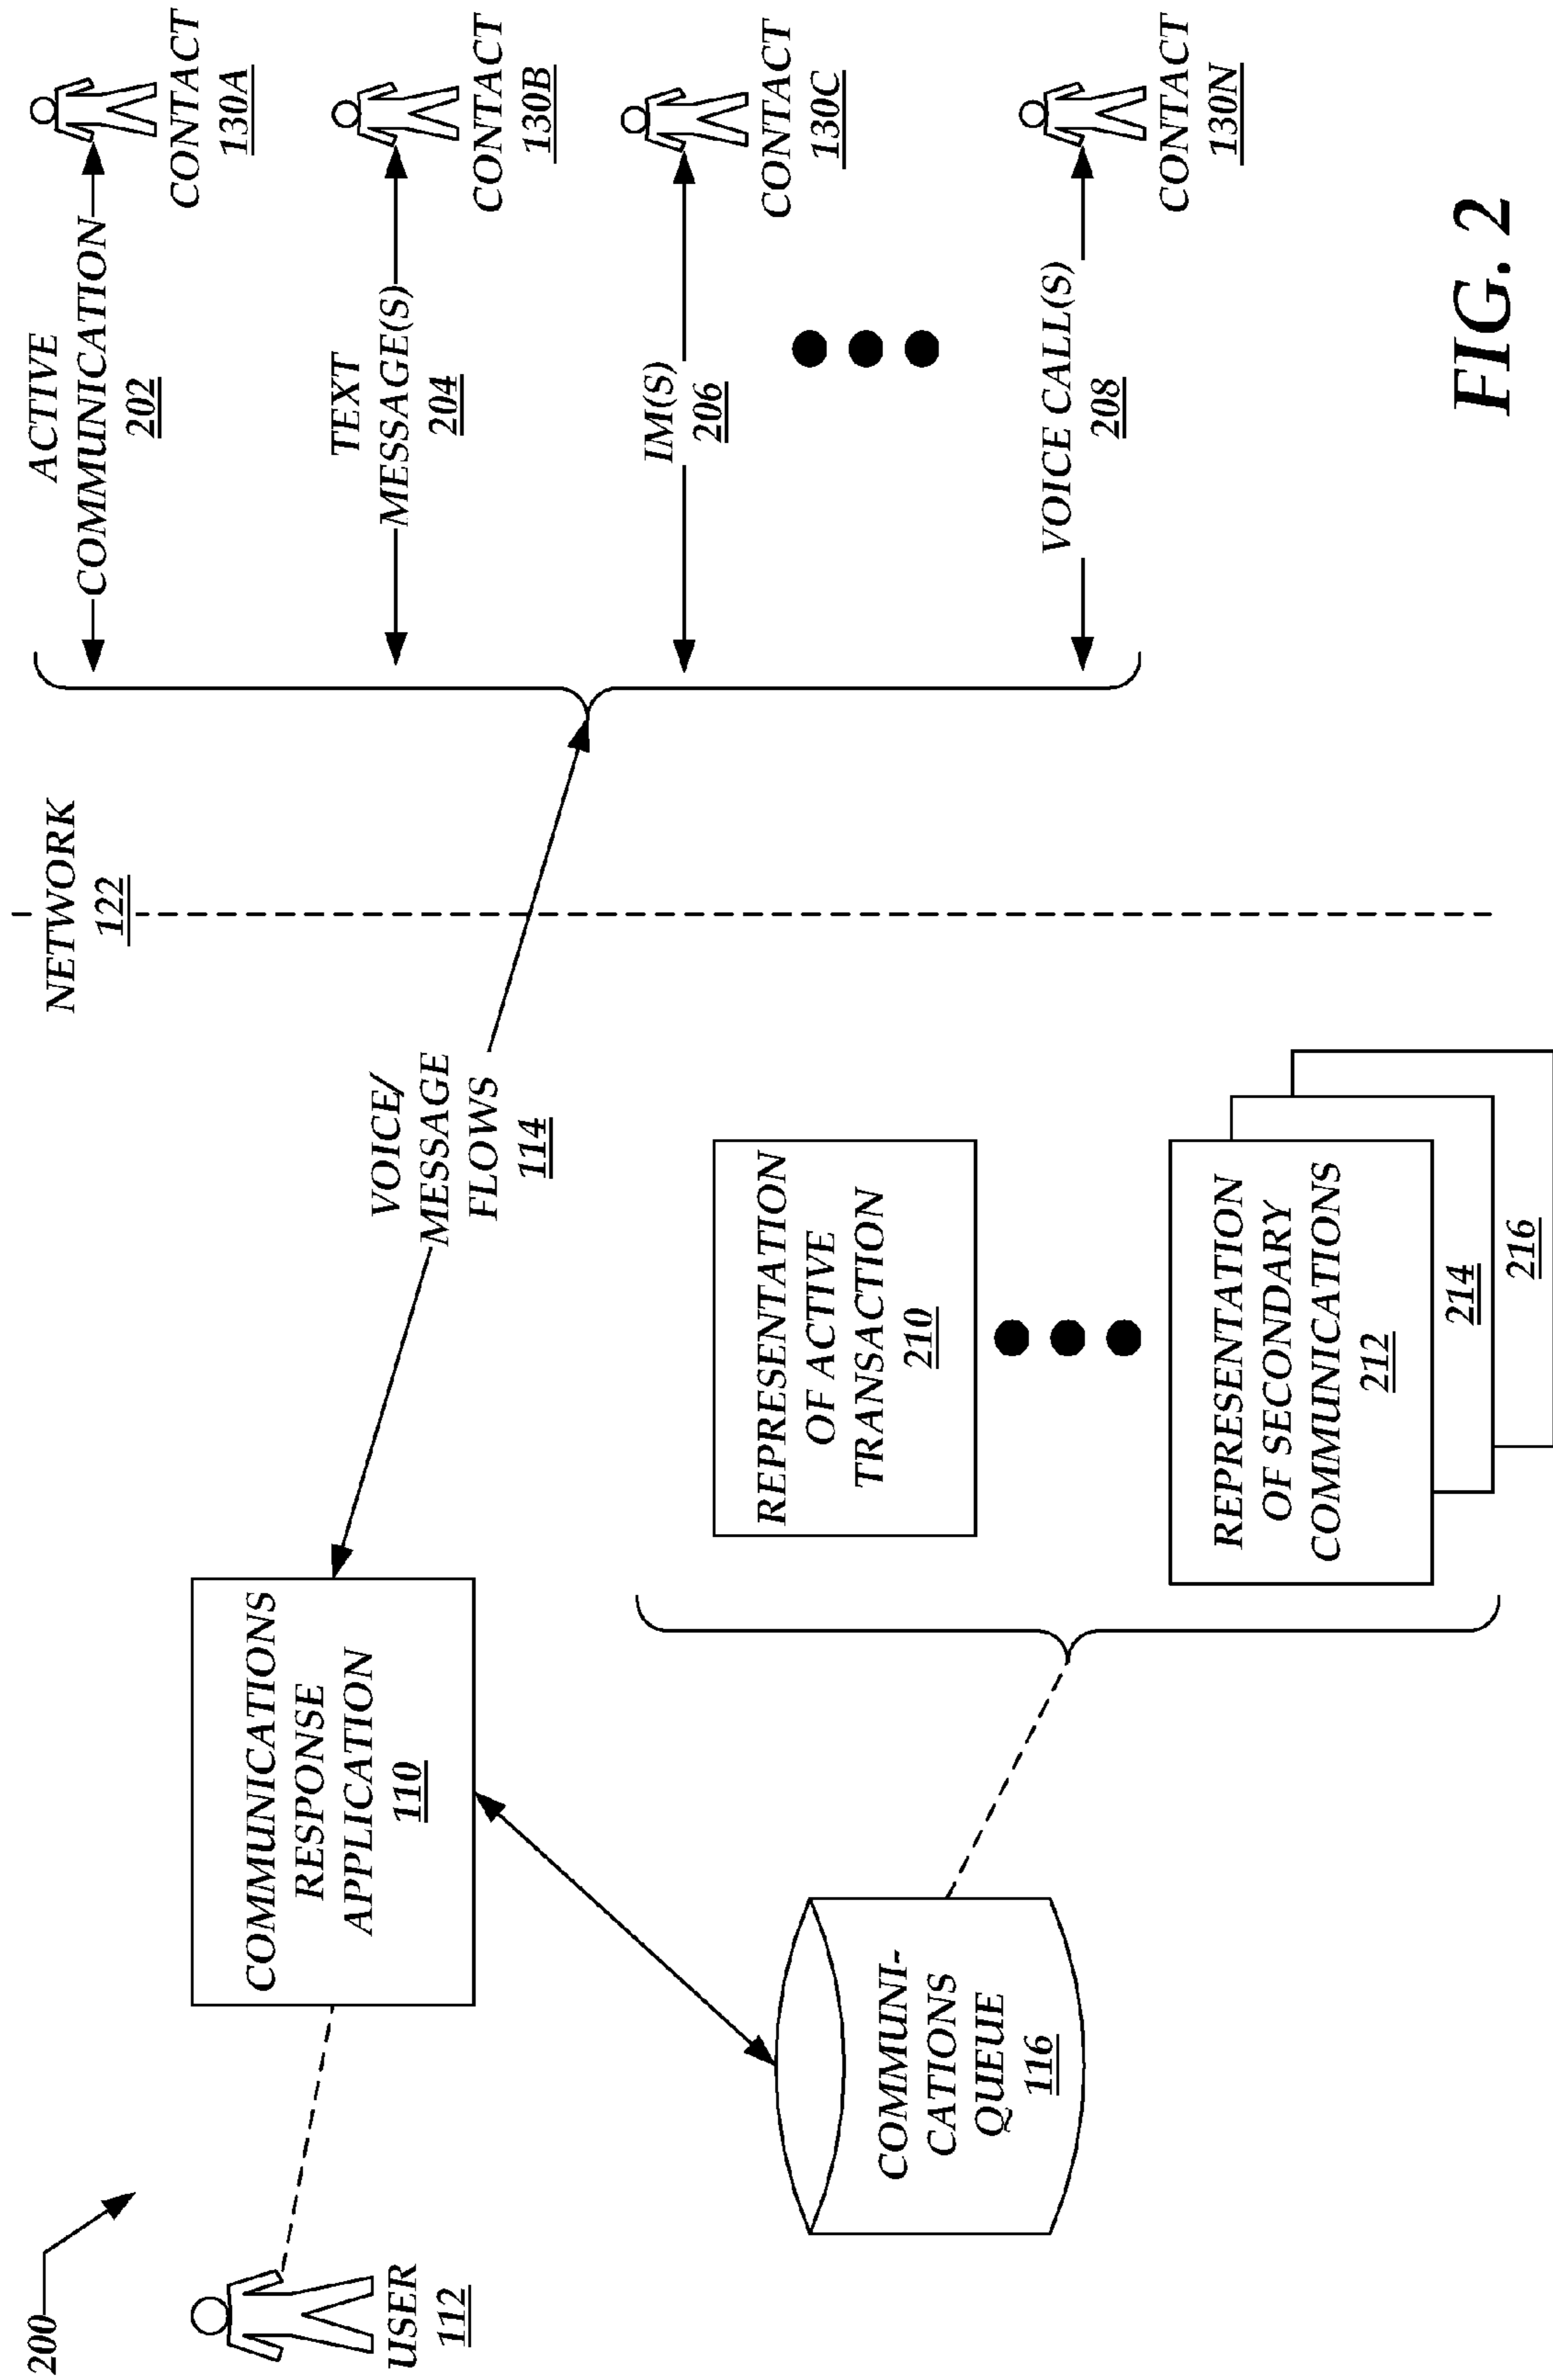 200
USER
112
COMMUNICATIONS
RESPONSE
APPLICATION
110
COMMUNI-
CATIONS
QUEUE
116
VOICE/
MESSAGE
FLOWS
114
NETWORK
122
REPRESENTATION
OF ACTIVE
TRANSACTION
210
REPRESENTATION
OF SECONDARY
COMMUNICATIONS
212
214
216
ACTIVE
COMMUNICATION
202
CONTACT
130A
TEXT
MESSAGE(S)
204
CONTACT
130B
IM(S)
206
CONTACT
130C
VOICE CALL(S)
208
CONTACT
130N
FIG. 2